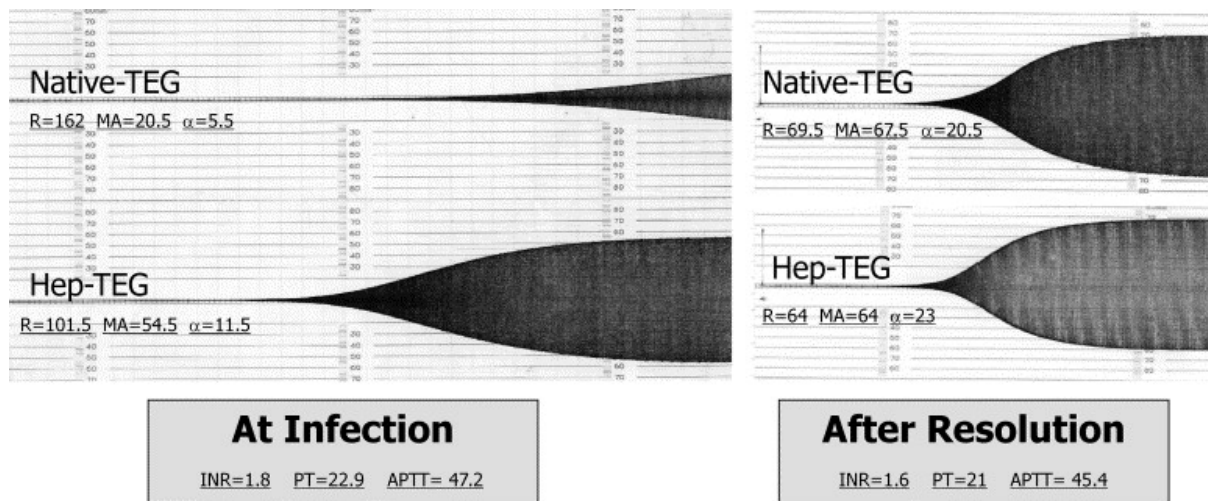 Native-TEG
R=162 MA=20.5 α=5.5
Hep-TEG
R=101.5 MA=54.5 α=11.5
At Infection
INR=1.8 PT=22.9 APTT= 47.2
Native-TEG
R=69.5 MA=67.5 α=20.5
Hep-TEG
R=64 MA=64 α=23
After Resolution
INR=1.6 PT=21 APTT= 45.4